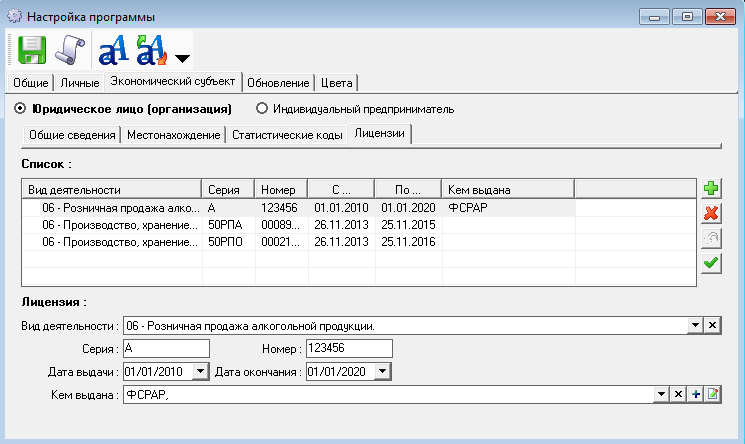 Настройка программы
Общие Личные Экономический субъект Обновление Цвета
Юридическое лицо (организация) Индивидуальный предприниматель
Общие сведения Местонахождение Статистические коды Лицензии
Список :
Вид деятельности Серия Номер С ... По ... Кем выдана
06 - Розничная продажа алко... А 123456 01.01.2010 01.01.2020 ФСРАР
06 - Производство, хранение... 50РПА 00089... 26.11.2013 25.11.2015
06 - Производство, хранение... 50РПО 00021... 26.11.2013 25.11.2016
Лицензия :
Вид деятельности : 06 - Розничная продажа алкогольной продукции.
Серия : А Номер : 123456
Дата выдачи : 01/01/2010 Дата окончания : 01/01/2020
Кем выдана : ФСРАР,